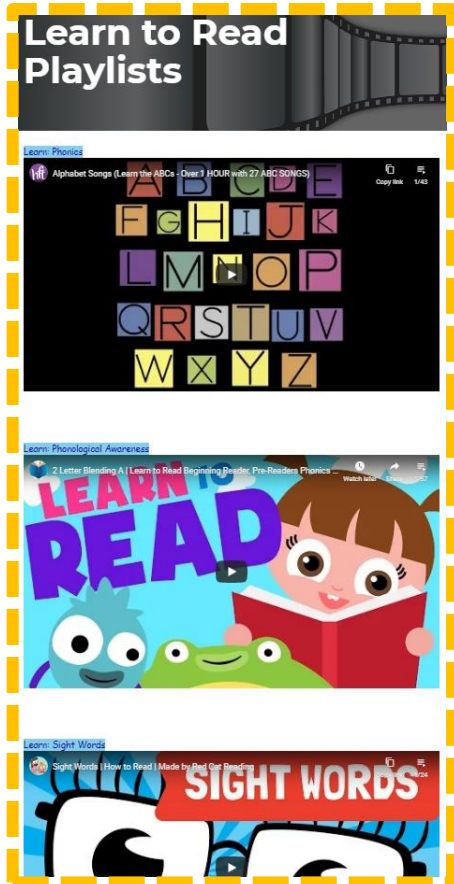 Learn to Read
Playlists
Learn: Phonics
hft
Alphabet Songs (Learn the ABCs - Over 1 HOUR with 27 ABC SONGS)
Copy link
1/43
A B C D E
F G H I J K
L M N O P
Q R S T U V
W X Y Z
Learn: Phonological Awareness
2 Letter Blending A | Learn to Read Beginning Reader, Pre-Readers Phonics ...
Watch later
LEARN TO
READ
Learn: Sight Words
Sight Words | How to Read | Made by Red Cat Reading
SIGHT WORDS